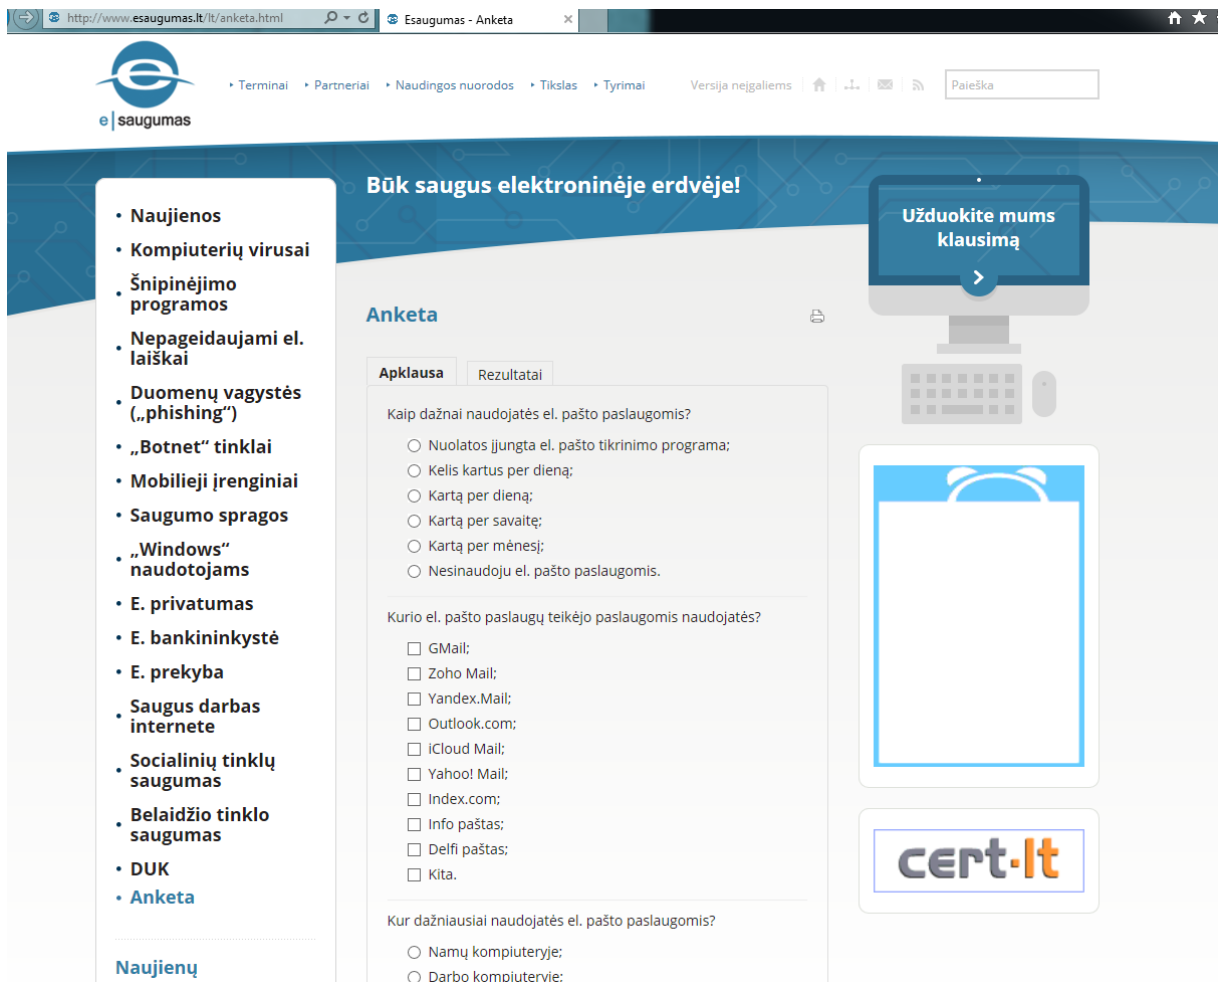 http://www.esaugumas.lt/lt/anketa.html
Esaugumas - Anketa
e|saugumas
Terminai
Partneriai
Naudingos nuorodos
Tikslas
Tyrimai
Versija neįgaliems
Paieška
Būk saugus elektroninėje erdvėje!
Užduokite mums
klausimą
• Naujienos
• Kompiuterių virusai
• Šnipinėjimo
programos
• Nepageidaujami el.
laiškai
• Duomenų vagystės
(„phishing“)
• „Botnet“ tinklai
• Mobilieji įrenginiai
• Saugumo spragos
• „Windows“
naudotojams
• E. privatumas
• E. bankininkystė
• E. prekyba
• Saugus darbas
internete
• Socialinių tinklų
saugumas
• Belaidžio tinklo
saugumas
• DUK
• Anketa
Naujienų
Anketa
Apklausa
Rezultatai
Kaip dažnai naudojatės el. pašto paslaugomis?
Nuolatos įjungta el. pašto tikrinimo programa;
Kelis kartus per dieną;
Kartą per dieną;
Kartą per savaitę;
Kartą per mėnesį;
Nesinaudoju el. pašto paslaugomis.
Kurio el. pašto paslaugų teikėjo paslaugomis naudojatės?
GMail;
Zoho Mail;
Yandex.Mail;
Outlook.com;
iCloud Mail;
Yahoo! Mail;
Index.com;
Info paštas;
Delfi paštas;
Kita.
Kur dažniausiai naudojatės el. pašto paslaugomis?
Namų kompiuteryje;
Darbo kompiuteryje;
cert·lt